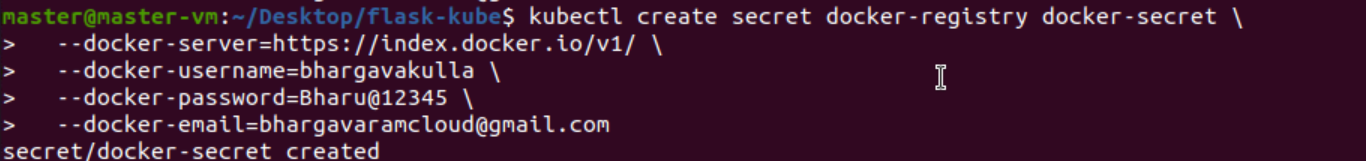 master@master-vm:~/Desktop/flask-kube$ kubectl create secret docker-registry docker-secret \
>   --docker-server=https://index.docker.io/v1/ \
>   --docker-username=bhargavakulla \
>   --docker-password=Bharu@12345 \
>   --docker-email=bhargavaramcloud@gmail.com
secret/docker-secret created